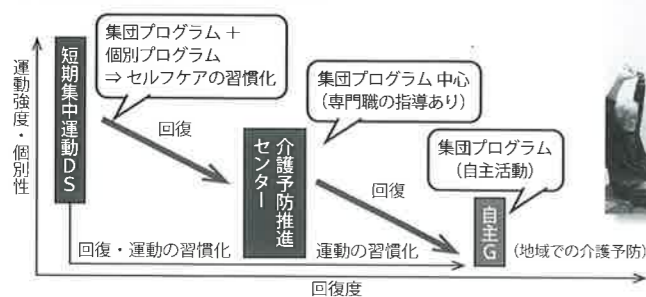 集団プログラム +
個別プログラム
⇒ セルフケアの習慣化
運動強度・個別性
短期集中運動DS
回復
集団プログラム 中心
(専門職の指導あり)
介護予防推進
センター
集団プログラム
(自主活動)
回復
自主G
(地域での介護予防)
回復・運動の習慣化
運動の習慣化
回復度